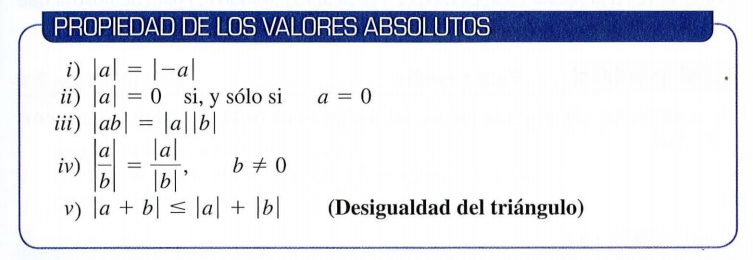 PROPIEDAD DE LOS VALORES ABSOLUTOS
i) |a| = |−a|
ii) |a| = 0 si, y sólo si a = 0
iii) |ab| = |a||b|
iv) |a/b| = |a|/|b|, b ≠ 0
v) |a + b| ≤ |a| + |b| (Desigualdad del triángulo)